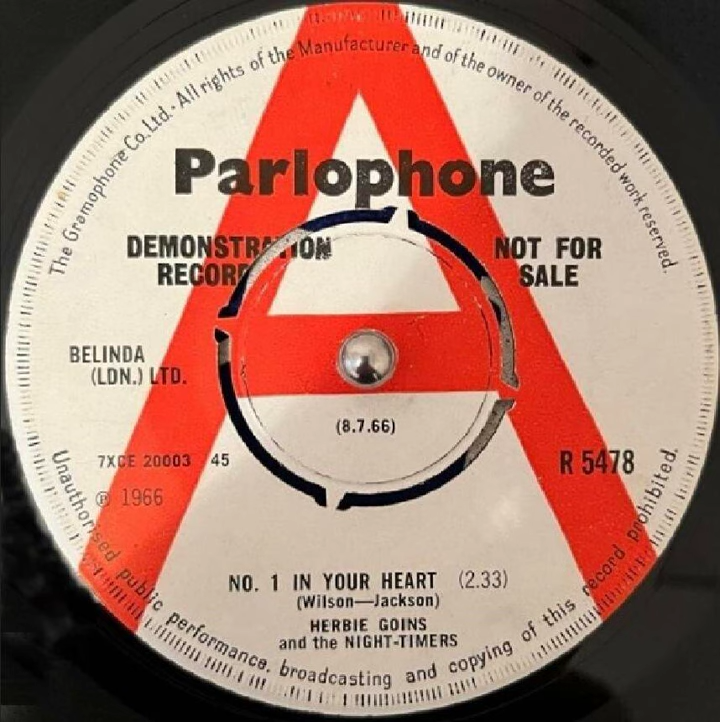 The Gramophone Co. Ltd. · All rights of the Manufacturer and of the owner of the recorded work reserved.
Parlophone
DEMONSTRATION
RECORD
NOT FOR
SALE
BELINDA
(LDN.) LTD.
(8.7.66)
7XCE 20003 45
R 5478
℗ 1966
NO. 1 IN YOUR HEART (2.33)
(Wilson—Jackson)
HERBIE GOINS
and the NIGHT-TIMERS
Unauthorised public performance, broadcasting and copying of this record prohibited.
A